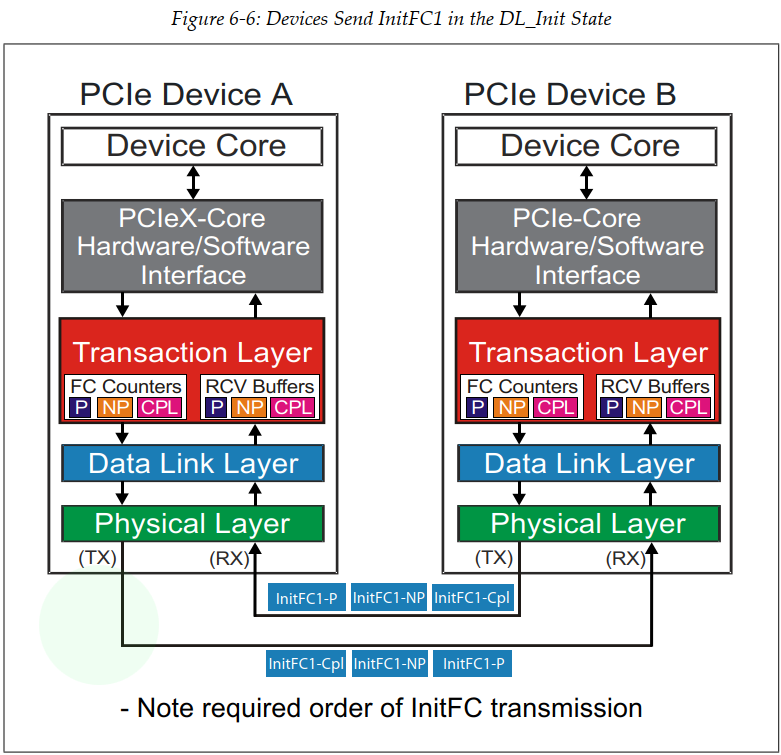 Figure 6-6: Devices Send InitFC1 in the DL_Init State
PCIe Device A
Device Core
PCIeX-Core
Hardware/Software
Interface
Transaction Layer
FC Counters
P NP CPL
RCV Buffers
P NP CPL
Data Link Layer
Physical Layer
(TX)
(RX)
PCIe Device B
Device Core
PCIe-Core
Hardware/Software
Interface
Transaction Layer
FC Counters
P NP CPL
RCV Buffers
P NP CPL
Data Link Layer
Physical Layer
(TX)
(RX)
InitFC1-P InitFC1-NP InitFC1-Cpl
InitFC1-Cpl InitFC1-NP InitFC1-P
- Note required order of InitFC transmission